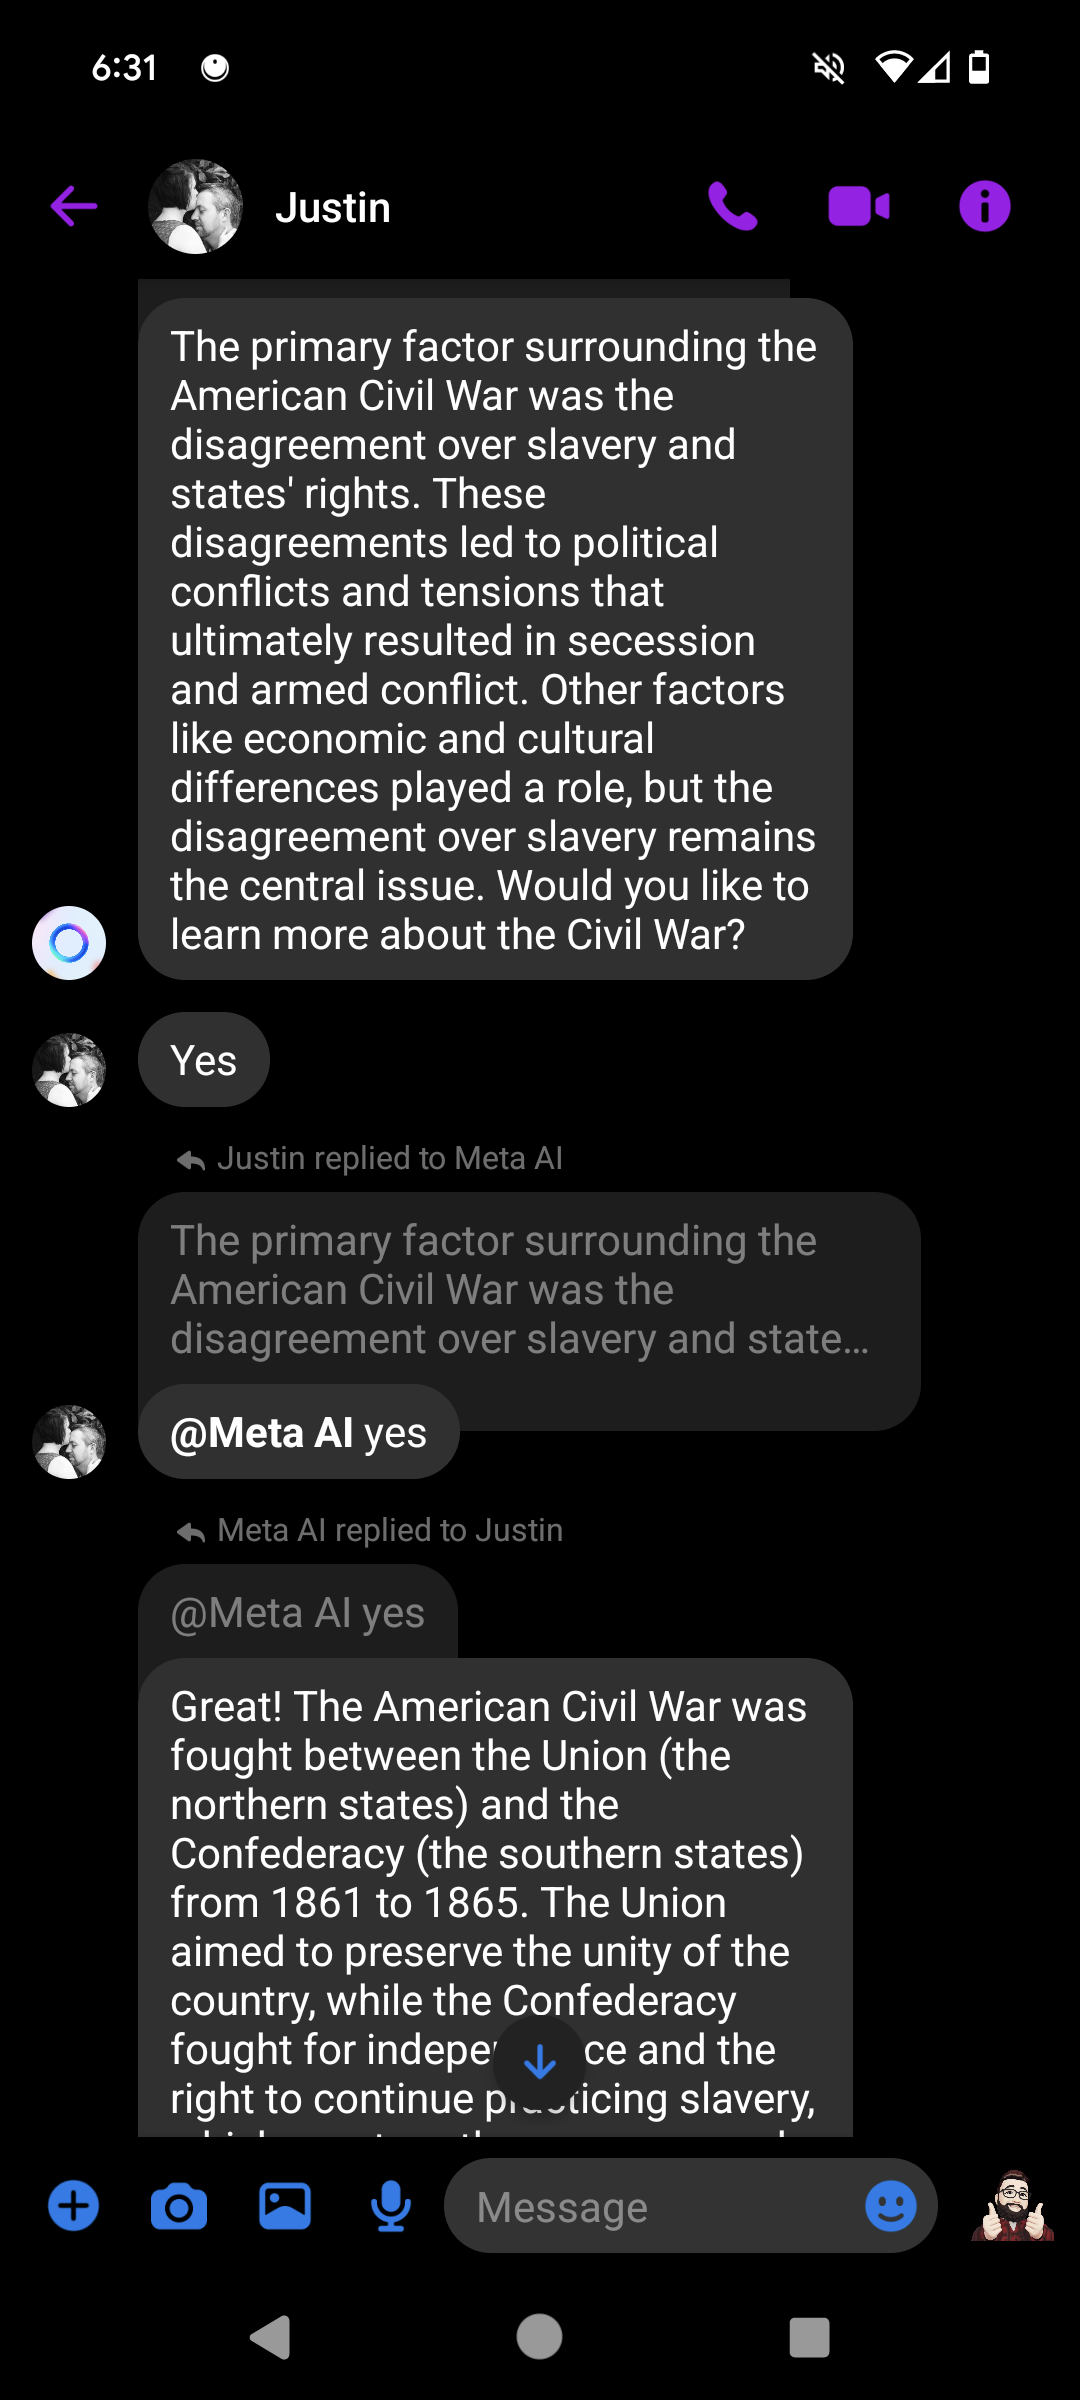 6:31
Justin
The primary factor surrounding the
American Civil War was the
disagreement over slavery and
states' rights. These
disagreements led to political
conflicts and tensions that
ultimately resulted in secession
and armed conflict. Other factors
like economic and cultural
differences played a role, but the
disagreement over slavery remains
the central issue. Would you like to
learn more about the Civil War?
Yes
Justin replied to Meta AI
The primary factor surrounding the
American Civil War was the
disagreement over slavery and state...
@Meta AI yes
Meta AI replied to Justin
@Meta AI yes
Great! The American Civil War was
fought between the Union (the
northern states) and the
Confederacy (the southern states)
from 1861 to 1865. The Union
aimed to preserve the unity of the
country, while the Confederacy
fought for independence and the
right to continue practicing slavery,
Message